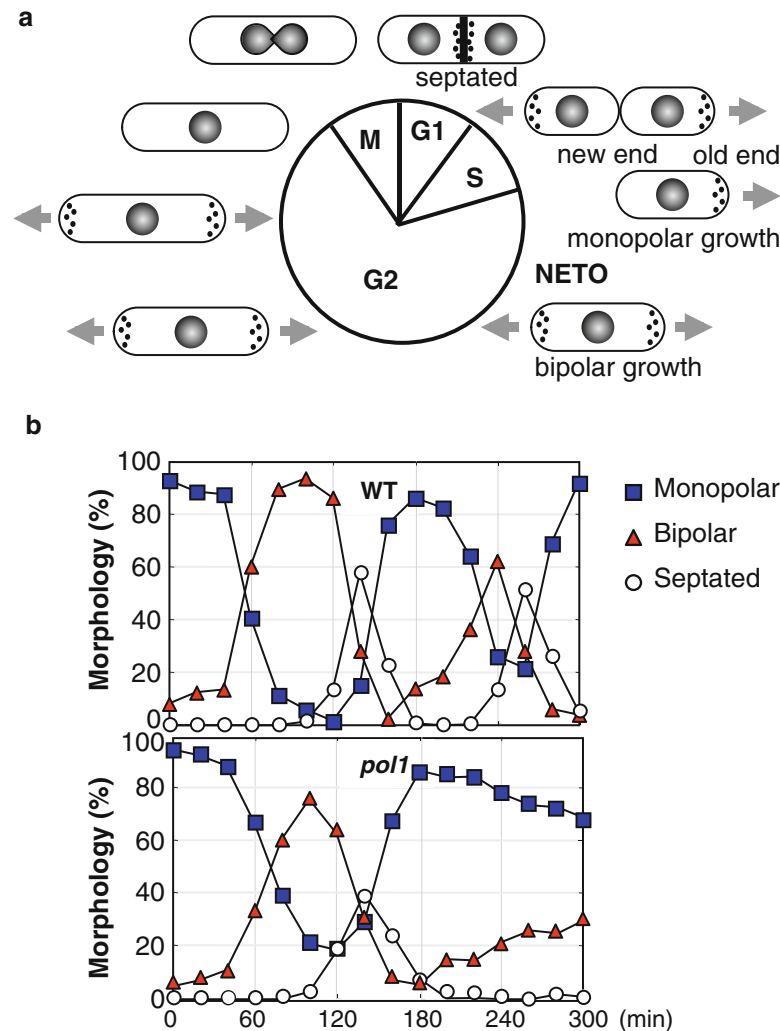 a
septated
M
G1
S
G2
new end
old end
monopolar growth
NETO
bipolar growth
b
Morphology (%)
100
80
60
40
20
0
WT
Monopolar
Bipolar
Septated
Morphology (%)
100
80
60
40
20
0
pol1
0 60 120 180 240 300 (min)